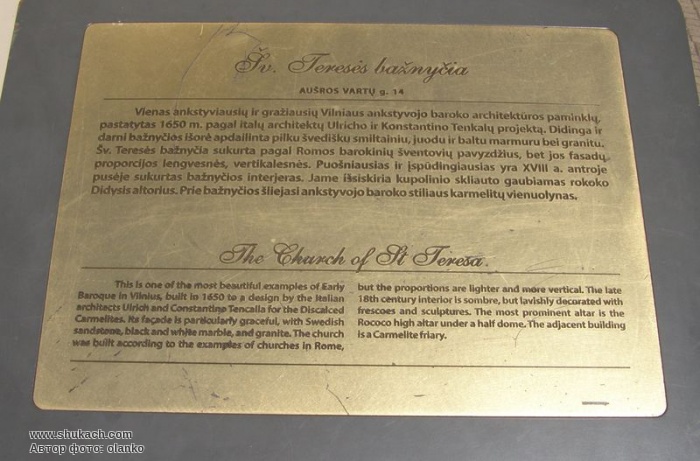 Šv. Teresės bažnyčia
AUŠROS VARTŲ g. 14
Vienas ankstyviausių ir gražiausių Vilniaus ankstyvojo baroko architektūros paminklų,
pastatytas 1650 m. pagal italų architektų Ulricho ir Konstantino Tenkalų projektą. Didinga ir
darni bažnyčios išorė apdailinta pilku švedišku smiltainiu, juodu ir baltu marmuru bei granitu.
Šv. Teresės bažnyčia sukurta pagal Romos barokinių šventovių pavyzdžius, bet jos fasadų
proporcijos lengvesnės, vertikalesnės. Puošniausias ir įspūdingiausias yra XVIII a. antroje
pusėje sukurtas bažnyčios interjeras. Jame išsiskiria kupolinio skliauto gaubiamas rokoko
Didysis altorius. Prie bažnyčios šliejasi ankstyvojo baroko stiliaus karmelitų vienuolynas.
The Church of St Teresa.
This is one of the most beautiful examples of Early
Baroque in Vilnius, built in 1650 to a design by the Italian
architects Ulrich and Constantino Tencalla for the Discalced
Carmelites. Its façade is particularly graceful, with Swedish
sandstone, black and white marble, and granite. The church
was built according to the examples of churches in Rome,
but the proportions are lighter and more vertical. The late
18th century interior is sombre, but lavishly decorated with
frescoes and sculptures. The most prominent altar is the
Rococo high altar under a half dome. The adjacent building
is a Carmelite friary.
www.shukach.com
Автор фото: olanko